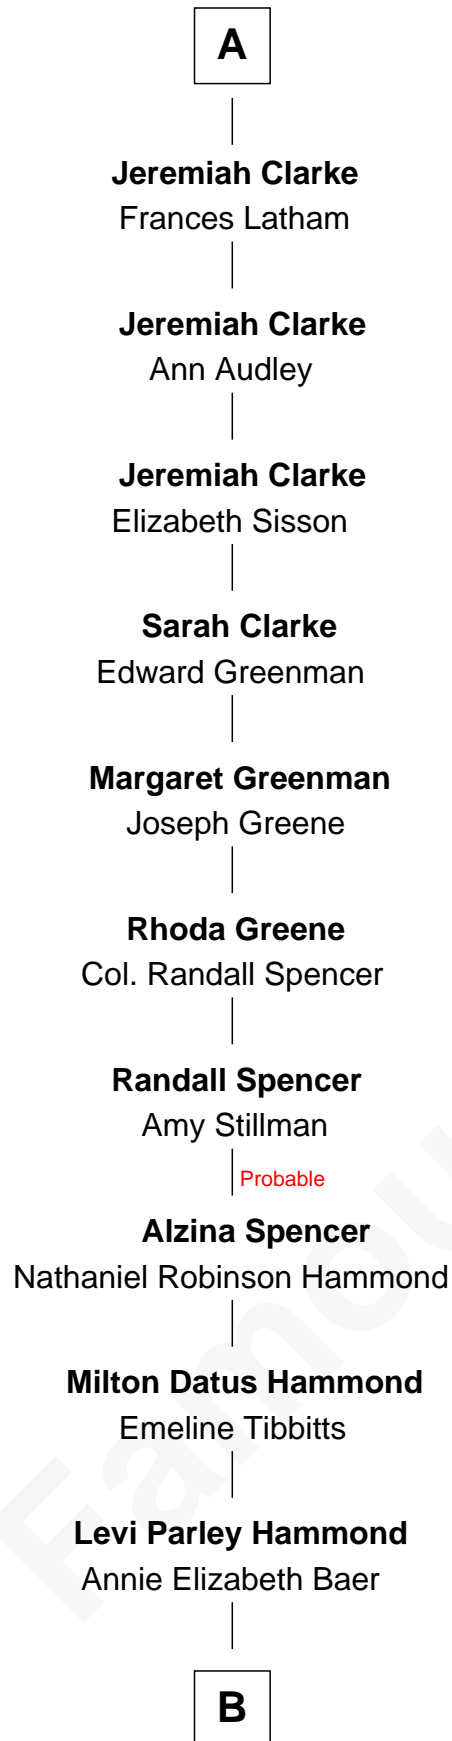 A
Jeremiah Clarke
Frances Latham
Jeremiah Clarke
Ann Audley
Jeremiah Clarke
Elizabeth Sisson
Sarah Clarke
Edward Greenman
Margaret Greenman
Joseph Greene
Rhoda Greene
Col. Randall Spencer
Randall Spencer
Amy Stillman
Probable
Alzina Spencer
Nathaniel Robinson Hammond
Milton Datus Hammond
Emeline Tibbitts
Levi Parley Hammond
Annie Elizabeth Baer
B
Famou